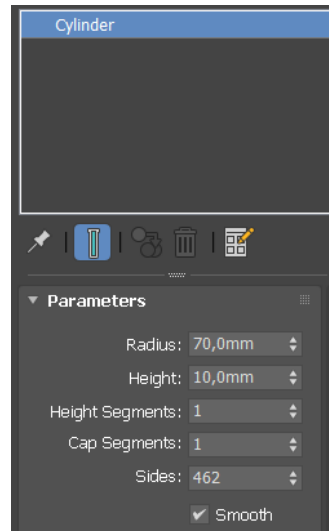 Cylinder
Parameters
Radius: 70,0mm
Height: 10,0mm
Height Segments: 1
Cap Segments: 1
Sides: 462
Smooth